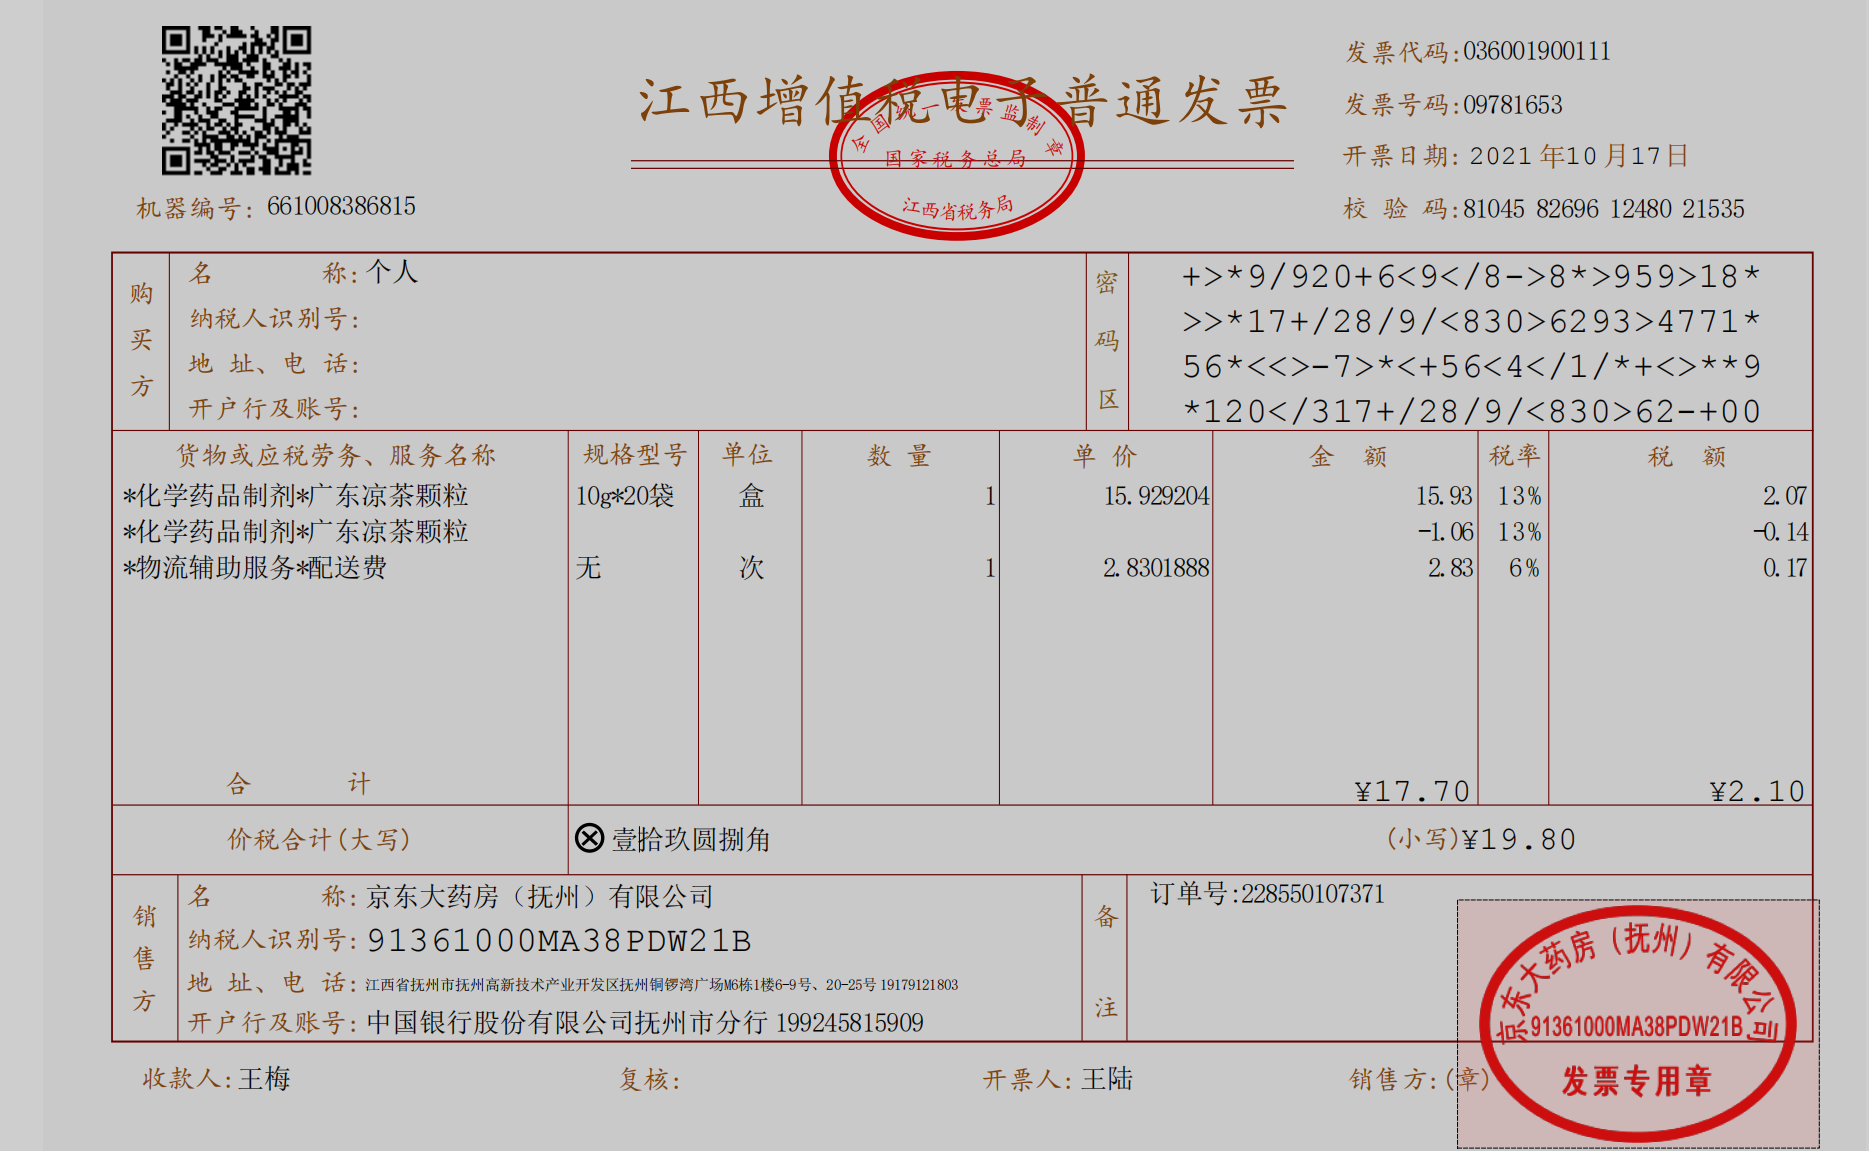 江西增值税电子普通发票
全国统一发票监制章
国家税务总局
江西省税务局
发票代码:036001900111
发票号码:09781653
开票日期: 2021 年10 月17日
校 验 码:81045 82696 12480 21535
机器编号: 661008386815
购买方
名 称: 个人
纳税人识别号:
地 址、电 话:
开户行及账号:
密码区
+>*9/920+6<9</8->8*>959>18*
>>*17+/28/9/<830>6293>4771*
56*<<>-7>*<+56<4</1/*+<>**9
*120</317+/28/9/<830>62-+00
货物或应税劳务、服务名称 规格型号 单位 数 量 单 价 金 额 税率 税 额
*化学药品制剂*广东凉茶颗粒 10g*20袋 盒 1 15.929204 15.93 13% 2.07
*化学药品制剂*广东凉茶颗粒 -1.06 13% -0.14
*物流辅助服务*配送费 无 次 1 2.8301888 2.83 6% 0.17
合 计 ¥17.70 ¥2.10
价税合计(大写) ⊗ 壹拾玖圆捌角 (小写)¥19.80
销售方
名 称: 京东大药房（抚州）有限公司
纳税人识别号: 91361000MA38PDW21B
地 址、电 话: 江西省抚州市抚州高新技术产业开发区抚州铜锣湾广场M6栋1楼6-9号、20-25号 19179121803
开户行及账号: 中国银行股份有限公司抚州市分行 199245815909
备注
订单号:228550107371
京东大药房（抚州）有限公司
91361000MA38PDW21B
发票专用章
收款人: 王梅 复核: 开票人: 王陆 销售方:(章)